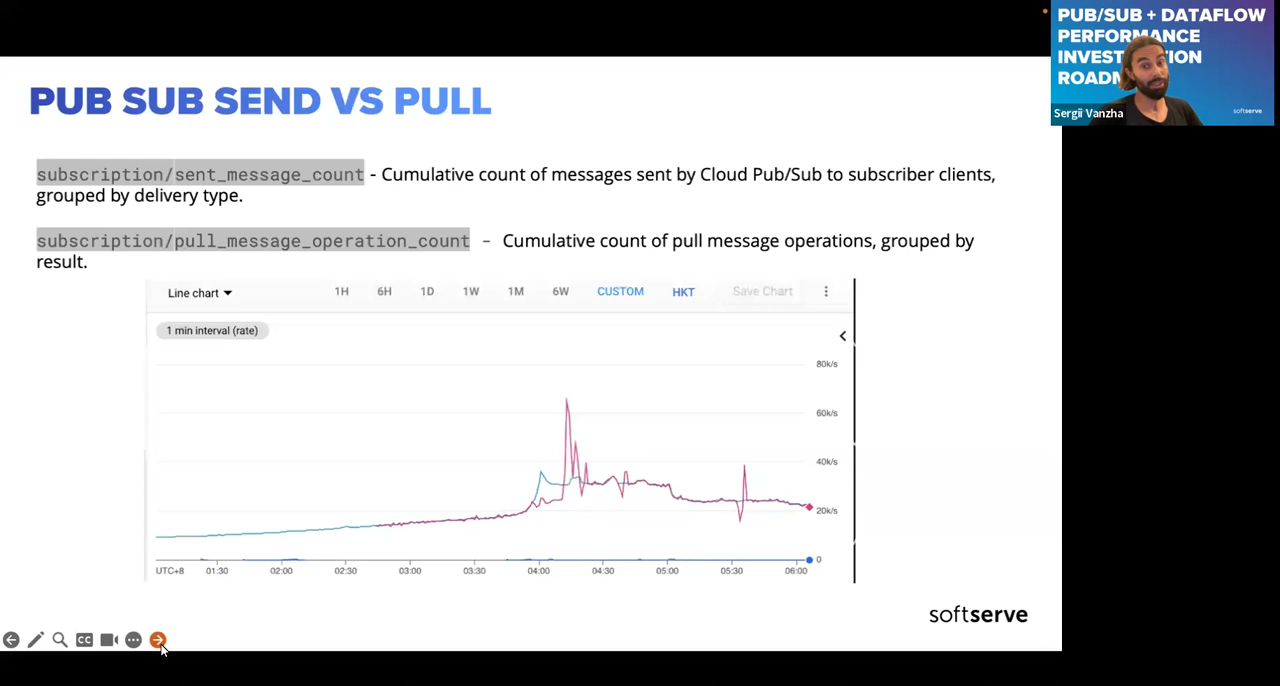 PUB/SUB + DATAFLOW
PERFORMANCE
Sergii Vanzha
softserve
PUB SUB SEND VS PULL
subscription/sent_message_count - Cumulative count of messages sent by Cloud Pub/Sub to subscriber clients,
grouped by delivery type.
subscription/pull_message_operation_count – Cumulative count of pull message operations, grouped by
result.
Line chart 1H 6H 1D 1W 1M 6W CUSTOM HKT Save Chart
1 min interval (rate)
80k/s
60k/s
40k/s
20k/s
0
UTC+8 01:30 02:00 02:30 03:00 03:30 04:00 04:30 05:00 05:30 06:00
softserve
CC